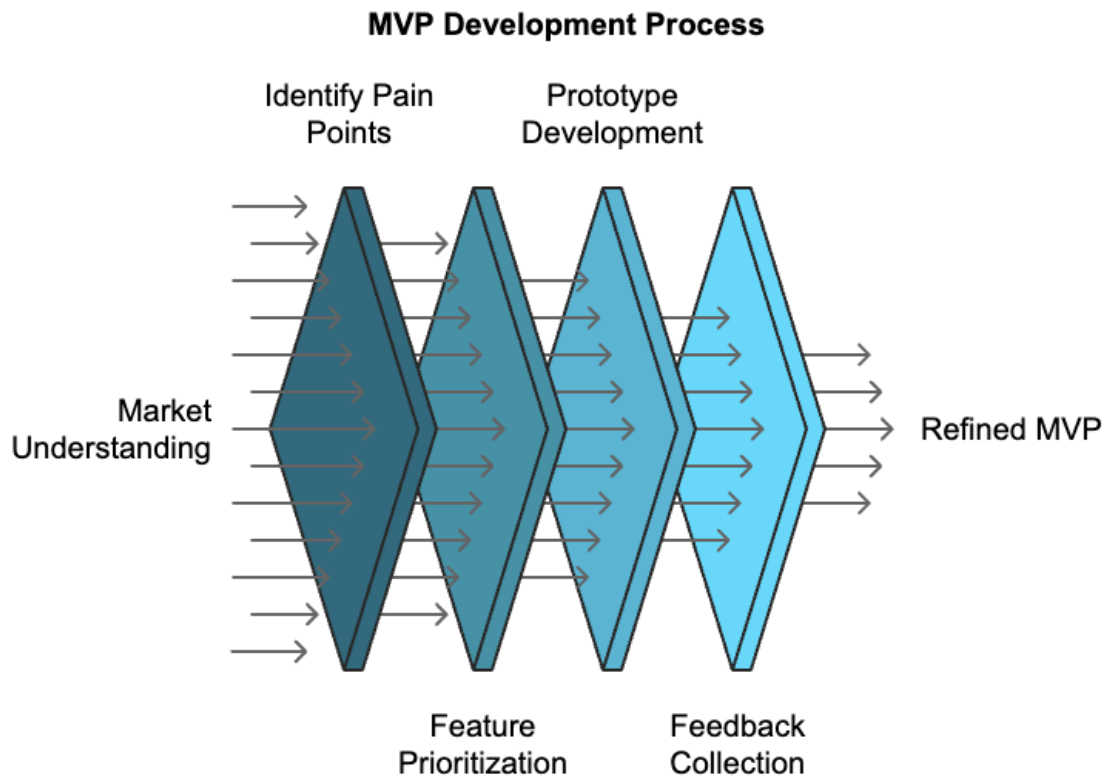 MVP Development Process
Identify Pain
Points
Prototype
Development
Market
Understanding
Refined MVP
Feature
Prioritization
Feedback
Collection